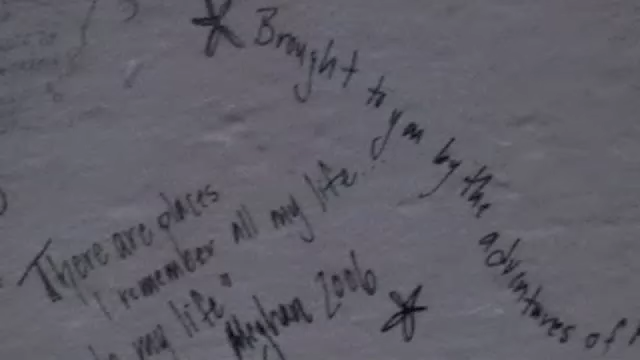 Brought to you by the adventures of
There are places
I remember all my life...
my life"
Meghan 2006